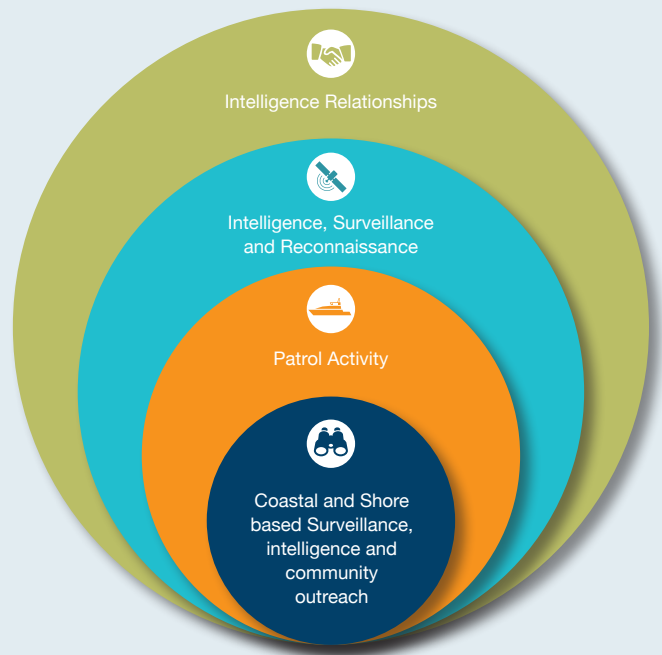 Intelligence Relationships
Intelligence, Surveillance
and Reconnaissance
Patrol Activity
Coastal and Shore
based Surveillance,
intelligence and
community
outreach